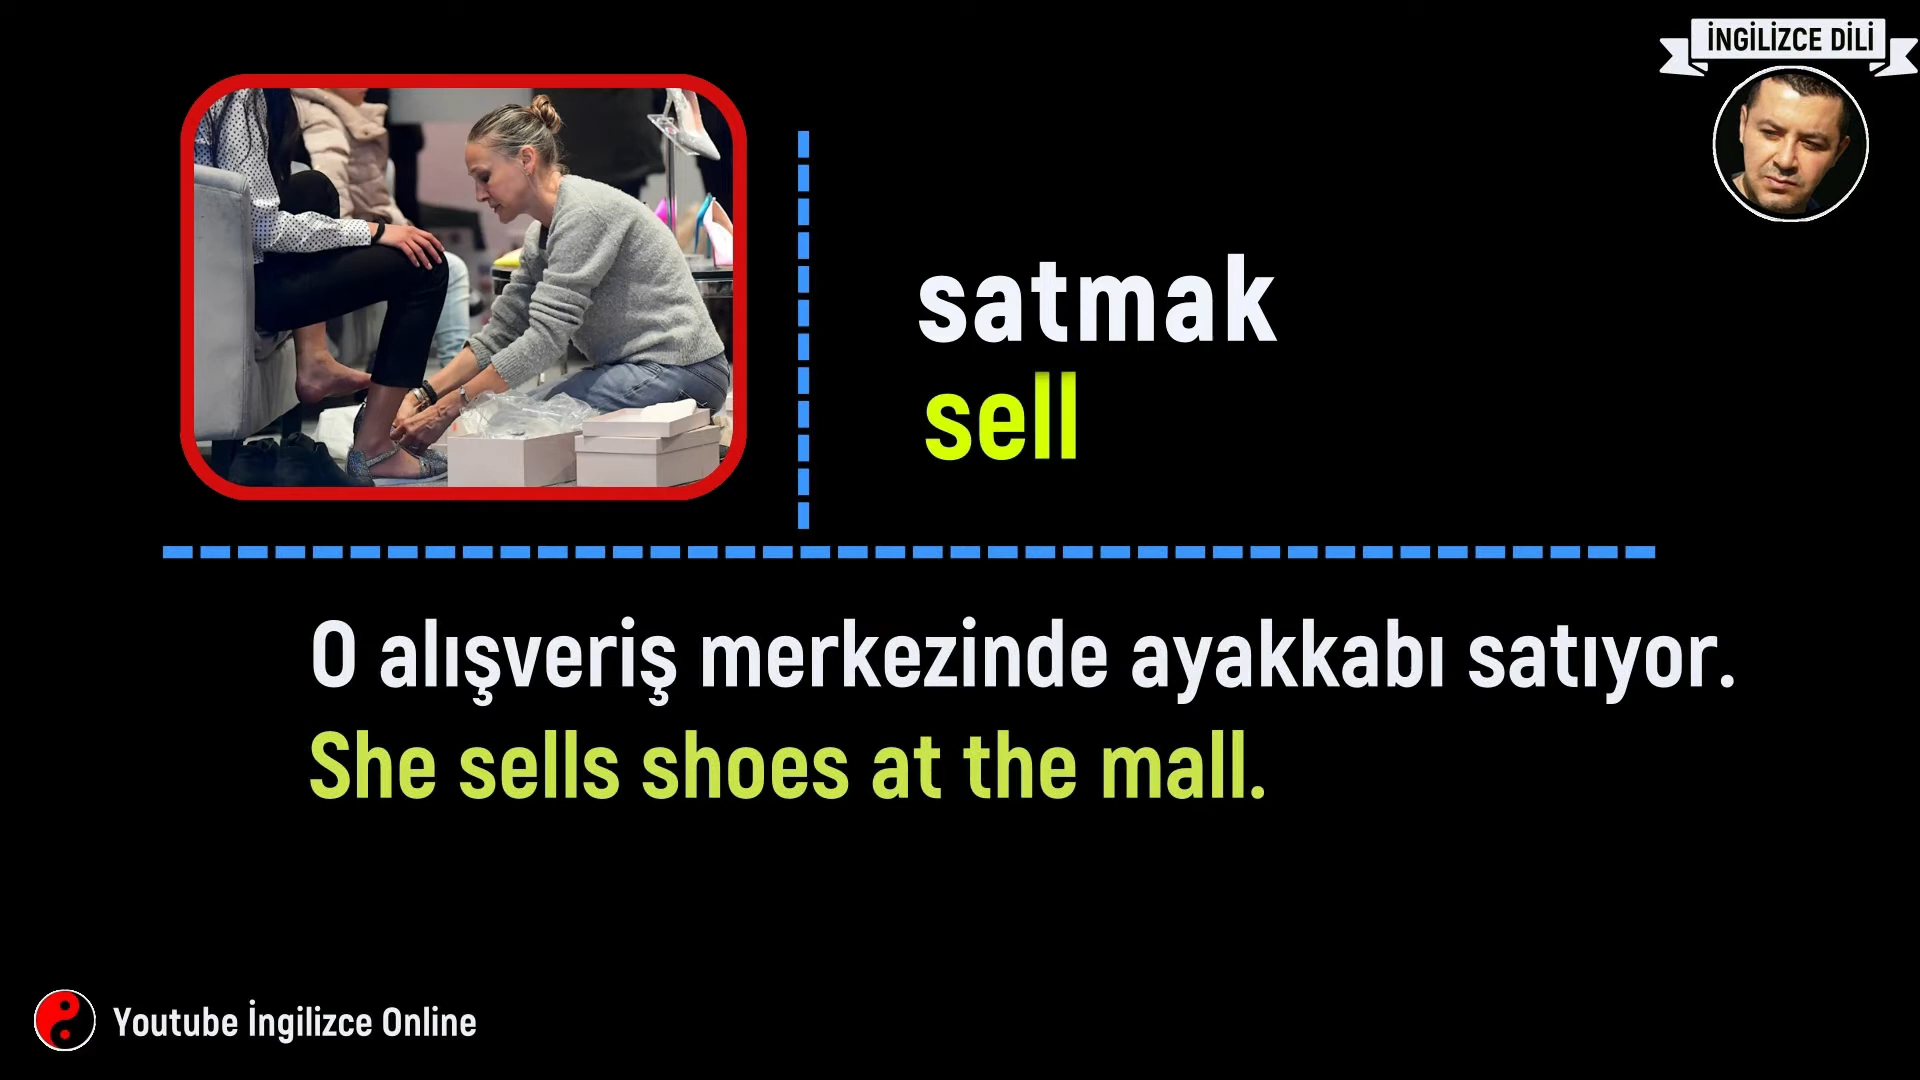 İNGİLİZCE DİLİ
satmak
sell
O alışveriş merkezinde ayakkabı satıyor.
She sells shoes at the mall.
Youtube İngilizce Online